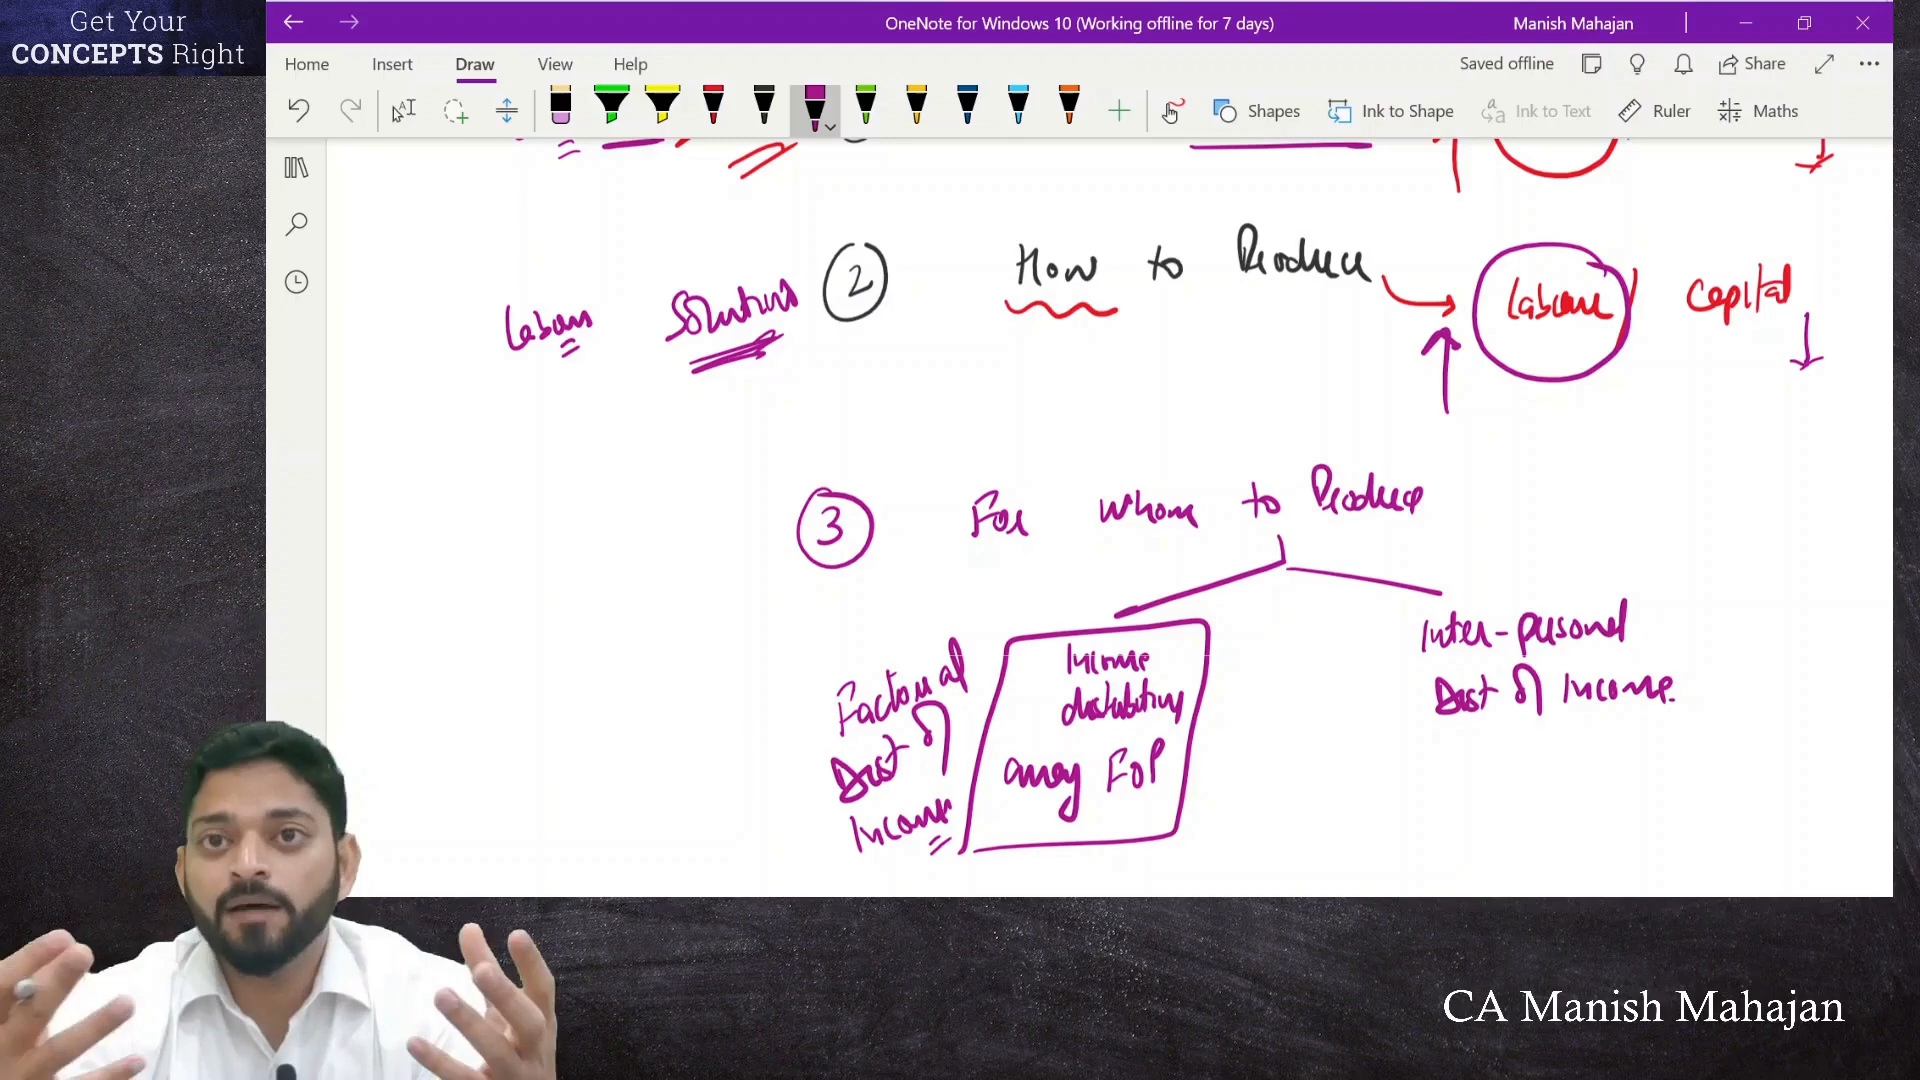 Get Your
CONCEPTS Right
OneNote for Windows 10 (Working offline for 7 days)
Manish Mahajan
Home Insert Draw View Help
Saved offline
Share
Shapes
Ink to Shape
Ink to Text
Ruler
Maths
2 How to Produce
Labour Capital
Labour Solutions
3 For Whom to Produce
Factorial
Dist of
Income
Income
distribution
among FOP
Inter-personal
Dist of Income.
CA Manish Mahajan